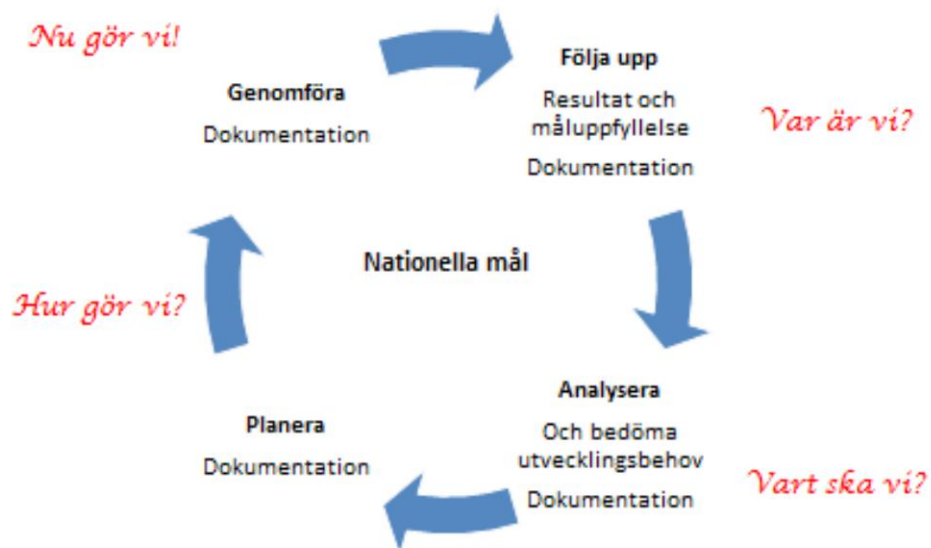 Nu gör vi!
Genomföra
Dokumentation
Följa upp
Resultat och
måluppfyllelse
Dokumentation
Var är vi?
Nationella mål
Hur gör vi?
Planera
Dokumentation
Analysera
Och bedöma
utvecklingsbehov
Dokumentation
Vart ska vi?